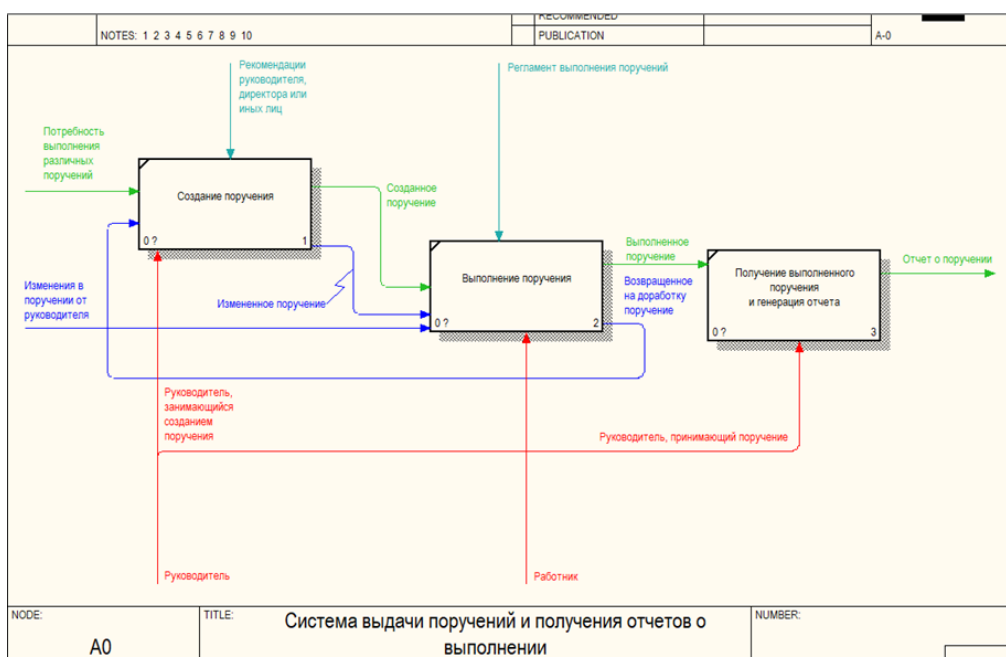 RECOMMENDED
NOTES: 1 2 3 4 5 6 7 8 9 10
PUBLICATION
A-0
Рекомендации
руководителя,
директора или
иных лиц
Регламент выполнения поручений
Потребность
выполнения
различных
поручений
Создание поручения
0 ?
1
Созданное
поручение
Изменения в
поручении от
руководителя
Измененное поручение
Выполнение поручения
0 ?
2
Выполненное
поручение
Возвращенное
на доработку
поручение
Получение выполненного
поручения
и генерация отчета
0 ?
3
Отчет о поручении
Руководитель,
занимающийся
созданием
поручения
Руководитель, принимающий поручение
Руководитель
Работник
NODE:
A0
TITLE:
Система выдачи поручений и получения отчетов о
выполнении
NUMBER: